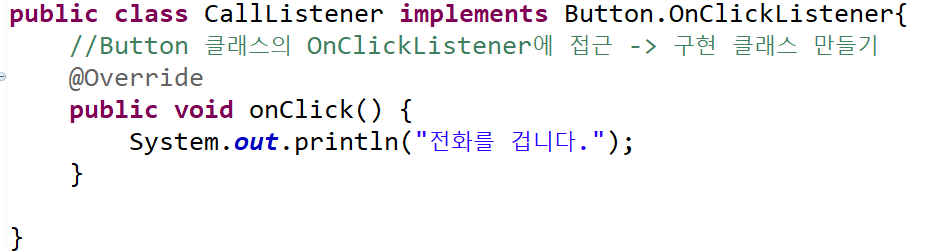 public class CallListener implements Button.OnClickListener{
//Button 클래스의 OnClickListener에 접근 -> 구현 클래스 만들기
@Override
public void onClick() {
System.out.println("전화를 겁니다.");
}
}